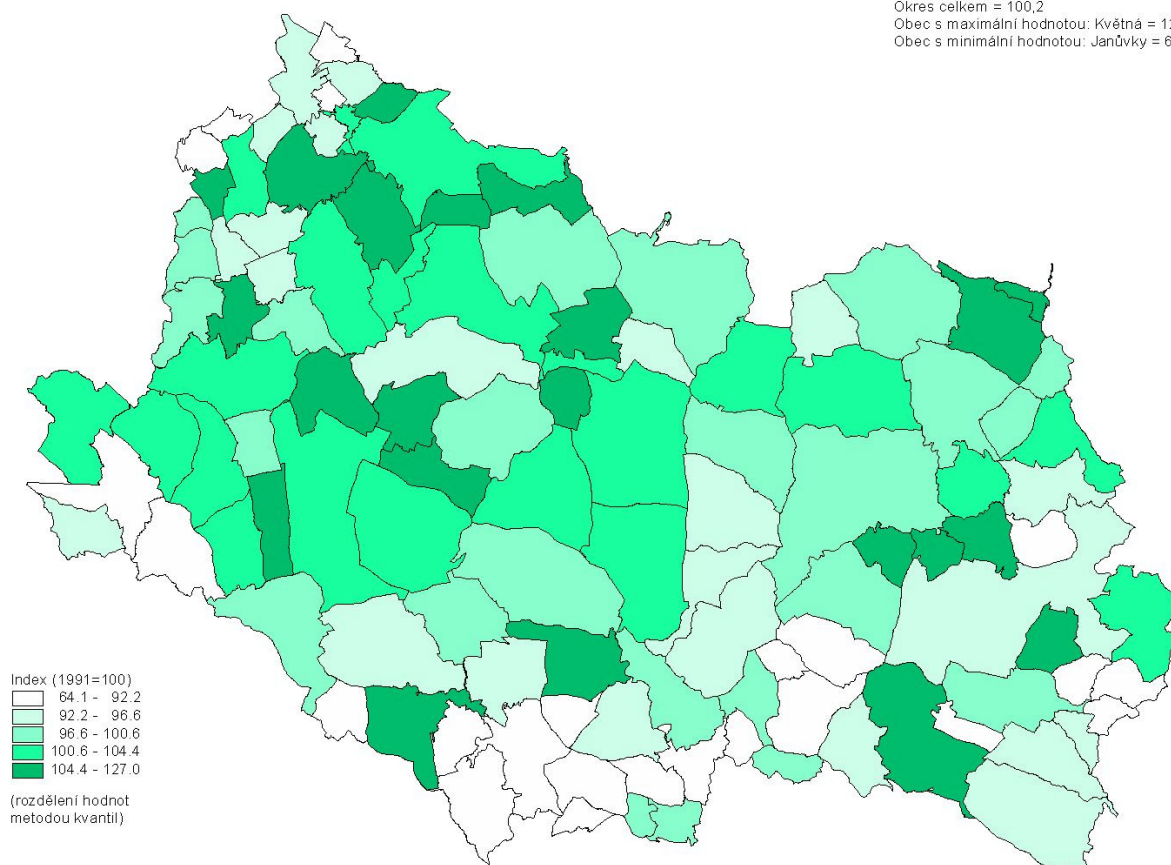 Okres celkem = 100,2
Obec s maximální hodnotou: Květná =
Obec s minimální hodnotou: Janůvky =
Index (1991=100)
64.1 - 92.2
92.2 - 96.6
96.6 - 100.6
100.6 - 104.4
104.4 - 127.0
(rozdělení hodnot
metodou kvantil)